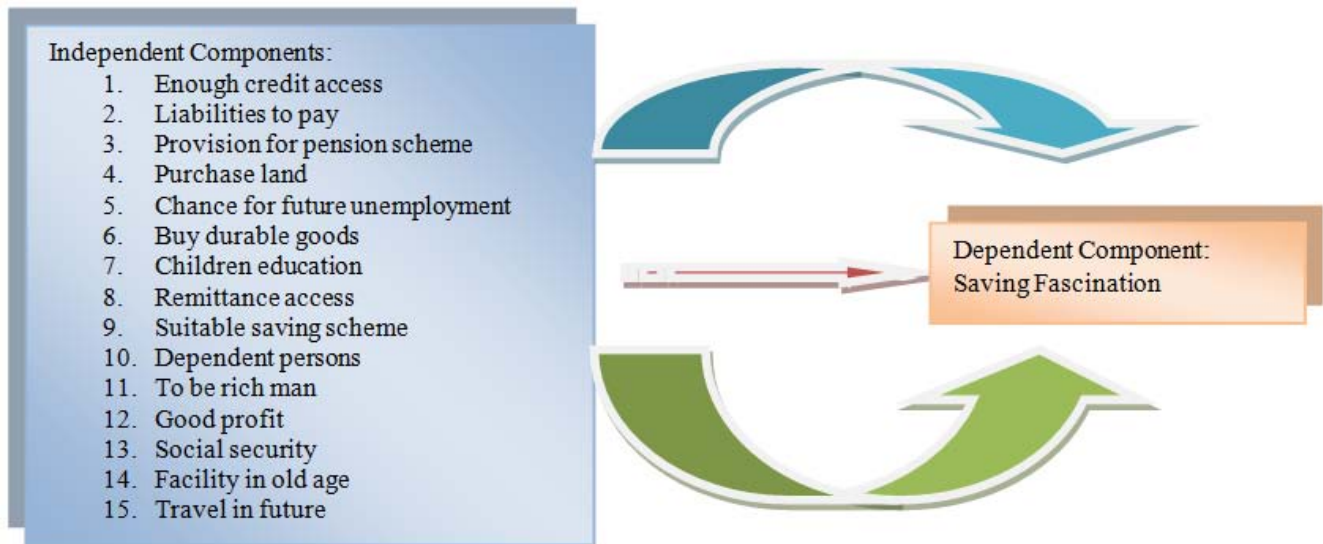 Independent Components:
1. Enough credit access
2. Liabilities to pay
3. Provision for pension scheme
4. Purchase land
5. Chance for future unemployment
6. Buy durable goods
7. Children education
8. Remittance access
9. Suitable saving scheme
10. Dependent persons
11. To be rich man
12. Good profit
13. Social security
14. Facility in old age
15. Travel in future
Dependent Component:
Saving Fascination